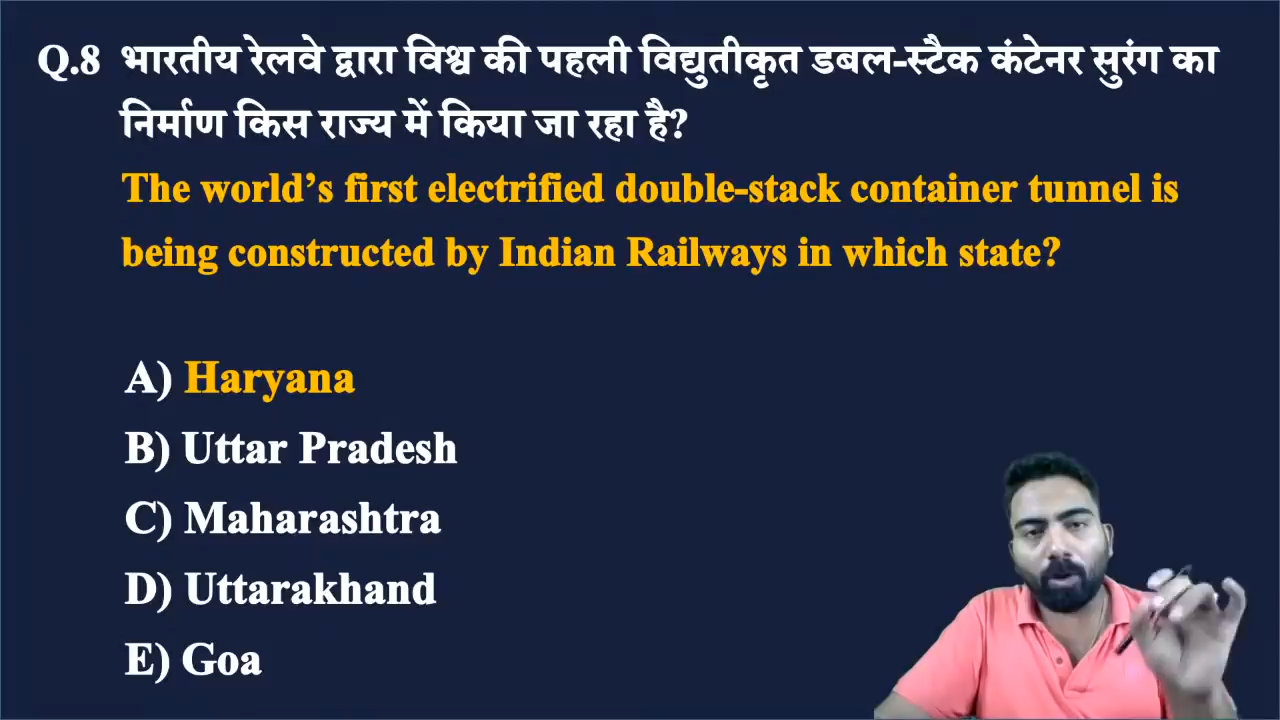 Q.8 भारतीय रेलवे द्वारा विश्व की पहली विद्युतीकृत डबल-स्टैक कंटेनर सुरंग का
निर्माण किस राज्य में किया जा रहा है?
The world’s first electrified double-stack container tunnel is
being constructed by Indian Railways in which state?
A) Haryana
B) Uttar Pradesh
C) Maharashtra
D) Uttarakhand
E) Goa